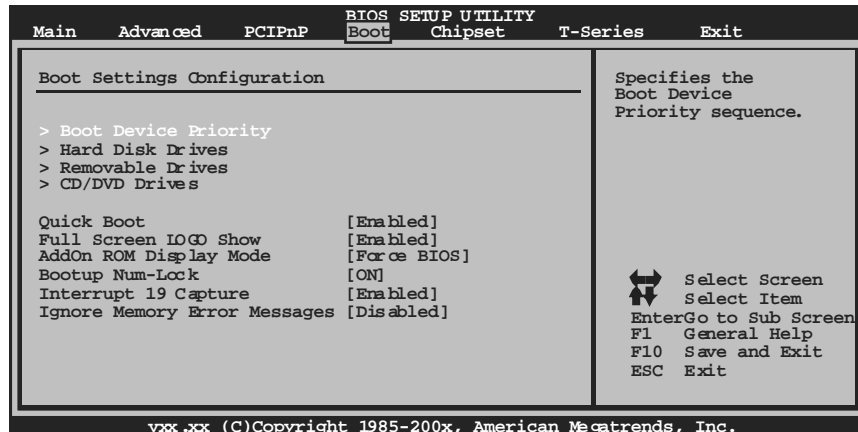 BIOS SETUP UTILITY
Main Advanced PCIPnP Boot Chipset T-Series Exit
Boot Settings Configuration
> Boot Device Priority
> Hard Disk Drives
> Removable Drives
> CD/DVD Drives
Quick Boot [Enabled]
Full Screen LOGO Show [Enabled]
AddOn ROM Display Mode [Force BIOS]
Bootup Num-Lock [ON]
Interrupt 19 Capture [Enabled]
Ignore Memory Error Messages [Disabled]
Specifies the
Boot Device
Priority sequence.
Select Screen
Select Item
Enter Go to Sub Screen
F1 General Help
F10 Save and Exit
ESC Exit
vxx.xx (C)Copyright 1985-200x, American Megatrends, Inc.